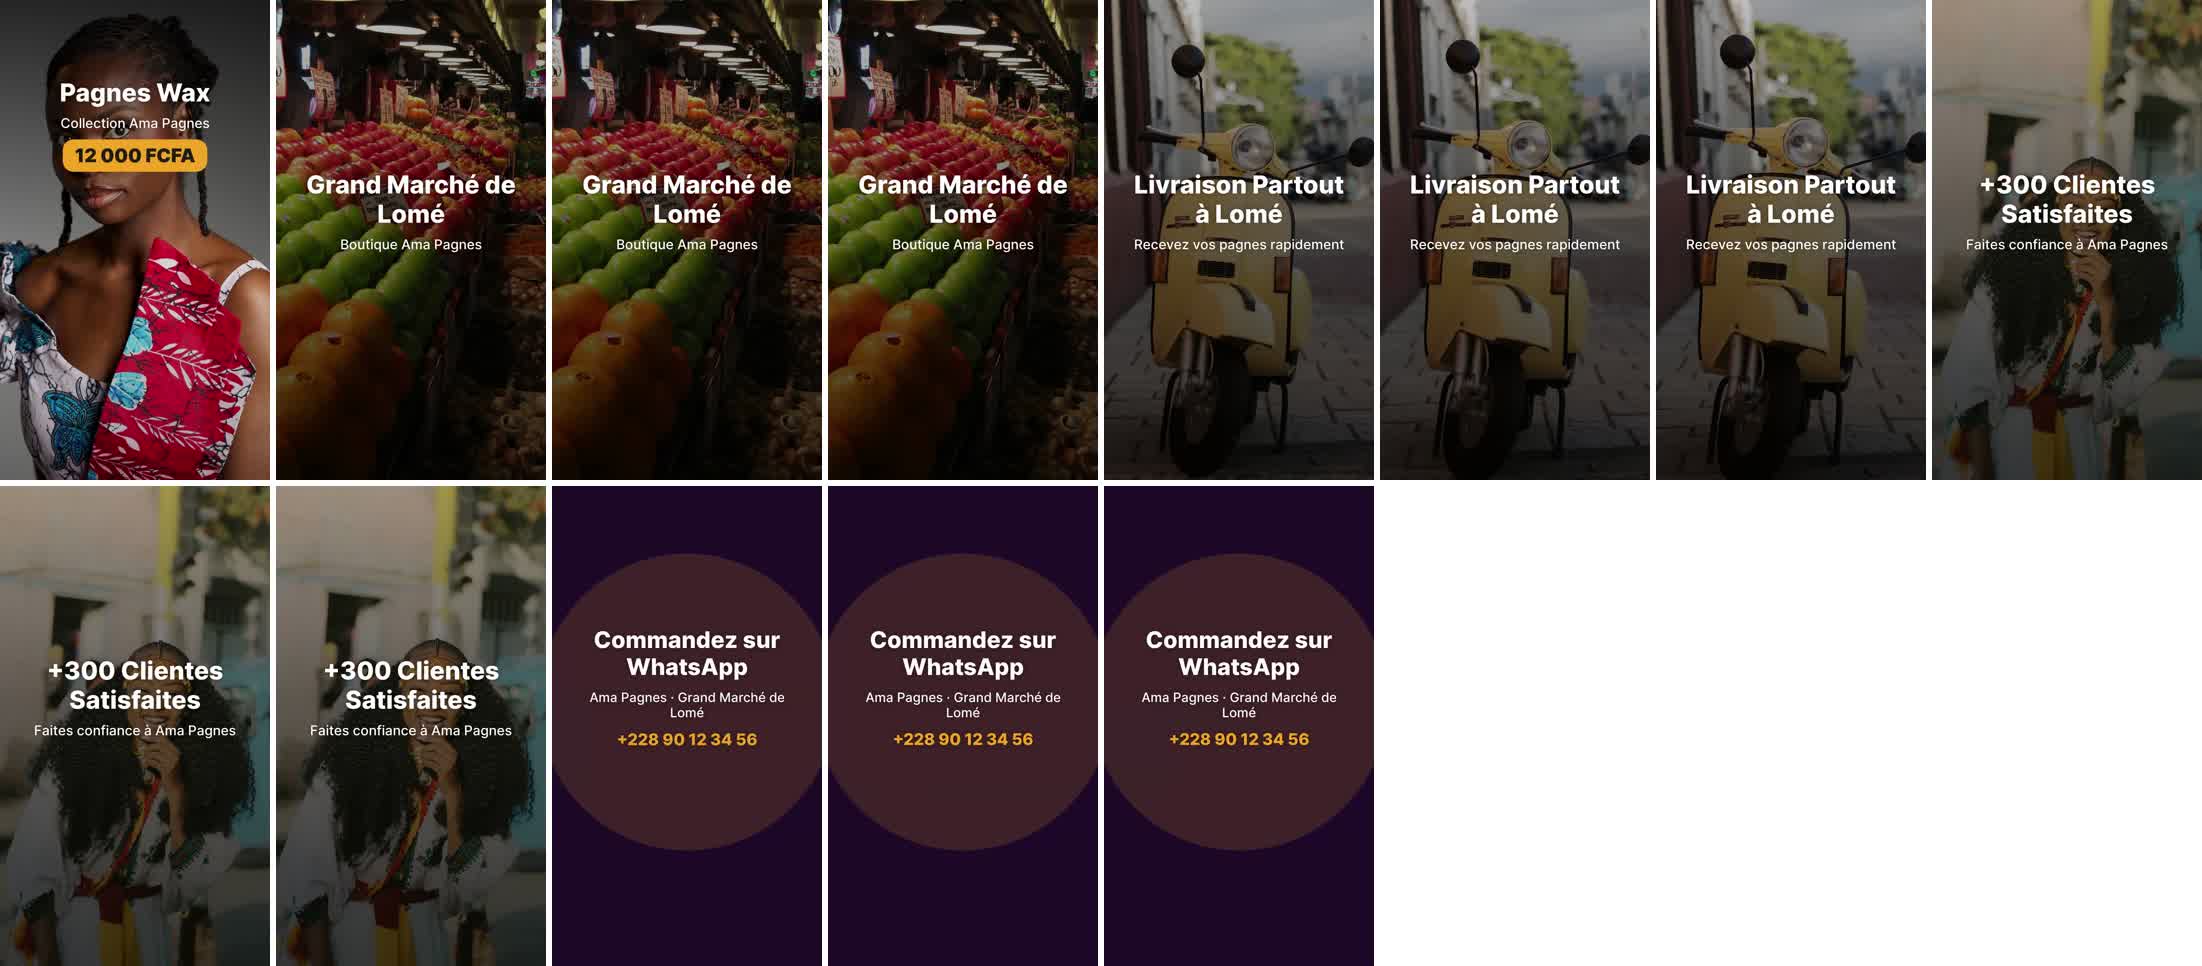 Pagnes Wax
Collection Ama Pagnes
12 000 FCFA
Grand Marché de
Lomé
Boutique Ama Pagnes
Grand Marché de
Lomé
Boutique Ama Pagnes
Grand Marché de
Lomé
Boutique Ama Pagnes
Livraison Partout
à Lomé
Recevez vos pagnes rapidement
Livraison Partout
à Lomé
Recevez vos pagnes rapidement
Livraison Partout
à Lomé
Recevez vos pagnes rapidement
+300 Clientes
Satisfaites
Faites confiance à Ama Pagnes
+300 Clientes
Satisfaites
Faites confiance à Ama Pagnes
+300 Clientes
Satisfaites
Faites confiance à Ama Pagnes
Commandez sur
WhatsApp
Ama Pagnes · Grand Marché de
Lomé
+228 90 12 34 56
Commandez sur
WhatsApp
Ama Pagnes · Grand Marché de
Lomé
+228 90 12 34 56
Commandez sur
WhatsApp
Ama Pagnes · Grand Marché de
Lomé
+228 90 12 34 56